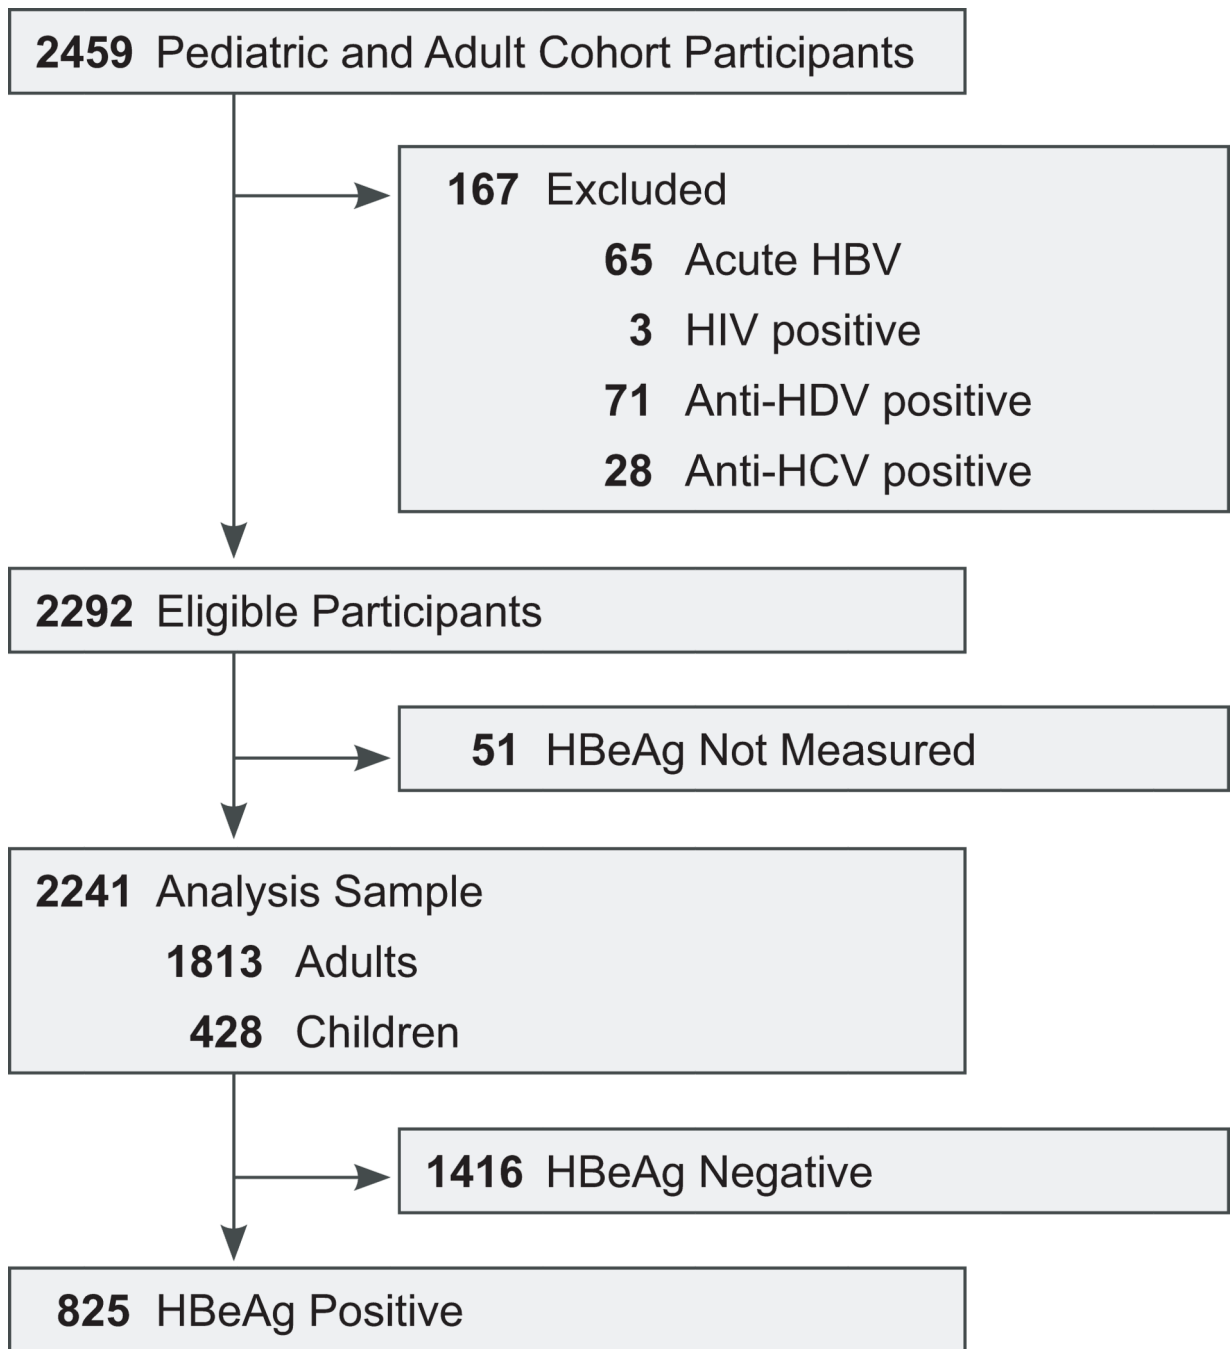 2459 Pediatric and Adult Cohort Participants
167 Excluded
65 Acute HBV
3 HIV positive
71 Anti-HDV positive
28 Anti-HCV positive
2292 Eligible Participants
51 HBeAg Not Measured
2241 Analysis Sample
1813 Adults
428 Children
1416 HBeAg Negative
825 HBeAg Positive